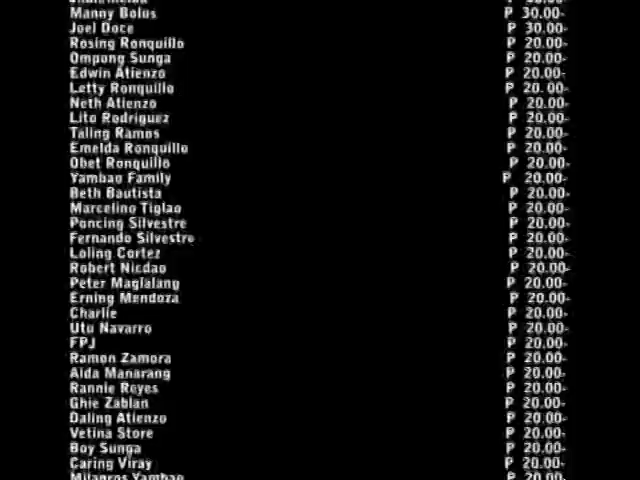 Manny Bolus P 30.00-
Joel Doce P 30.00-
Rosing Ronquillo P 20.00-
Ompong Sunga P 20.00-
Edwin Atienzo P 20.00-
Letty Ronquillo P 20.00-
Neth Atienzo P 20.00-
Lito Rodriguez P 20.00-
Taling Ramos P 20.00-
Emelda Ronquillo P 20.00-
Obet Ronquillo P 20.00-
Yambao Family P 20.00-
Beth Bautista P 20.00-
Marcelino Tiglao P 20.00-
Poncing Silvestre P 20.00-
Fernando Silvestre P 20.00-
Loling Cortez P 20.00-
Robert Nicdao P 20.00-
Peter Maglalang P 20.00-
Erning Mendoza P 20.00-
Charlie P 20.00-
Utu Navarro P 20.00-
FPJ P 20.00-
Ramon Zamora P 20.00-
Aida Manarang P 20.00-
Rannie Reyes P 20.00-
Ghie Zablan P 20.00-
Daling Atienzo P 20.00-
Vetina Store P 20.00-
Boy Sunga P 20.00-
Caring Viray P 20.00-
Milagros Yambao P 20.00-